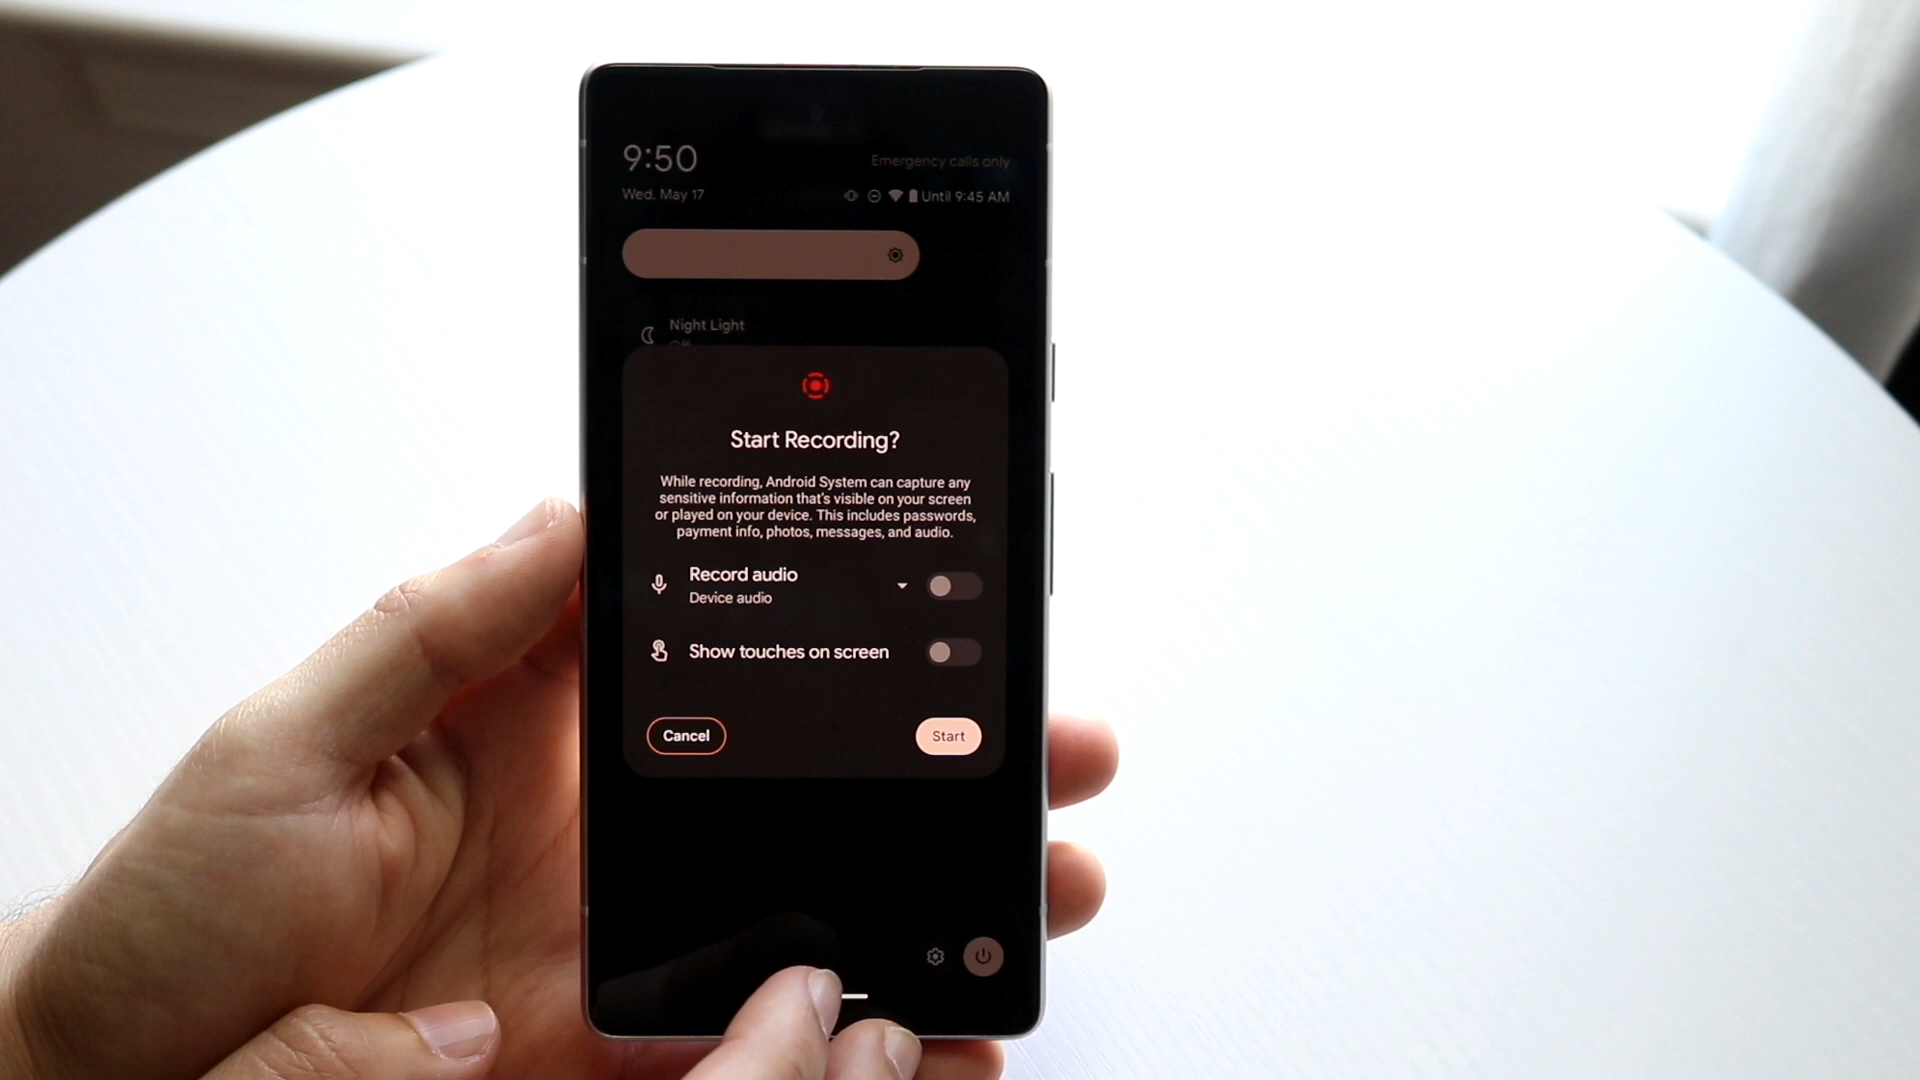 9:50
Emergency calls only
Wed, May 17
Until 9:45 AM
Night Light
Off
Start Recording?
While recording, Android System can capture any
sensitive information that's visible on your screen
or played on your device. This includes passwords,
payment info, photos, messages, and audio.
Record audio
Device audio
Show touches on screen
Cancel
Start